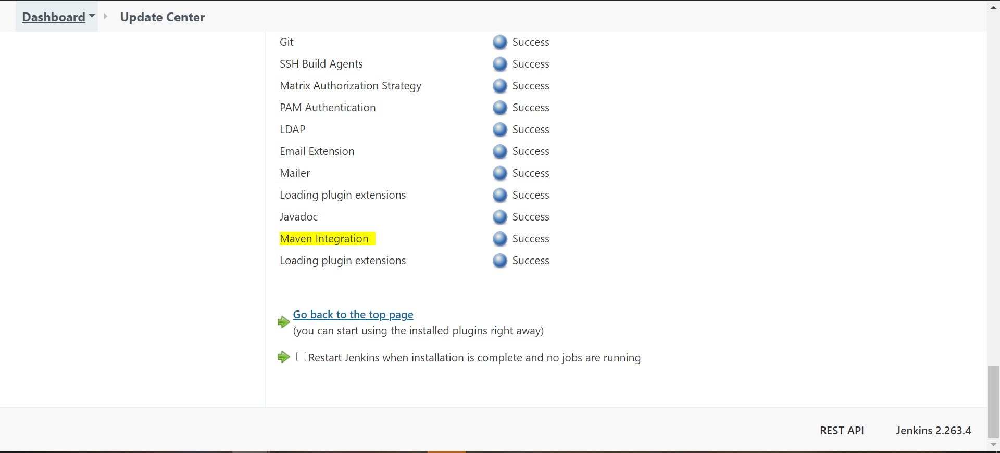 Dashboard Update Center
Git Success
SSH Build Agents Success
Matrix Authorization Strategy Success
PAM Authentication Success
LDAP Success
Email Extension Success
Mailer Success
Loading plugin extensions Success
Javadoc Success
Maven Integration Success
Loading plugin extensions Success
Go back to the top page
(you can start using the installed plugins right away)
Restart Jenkins when installation is complete and no jobs are running
REST API Jenkins 2.263.4